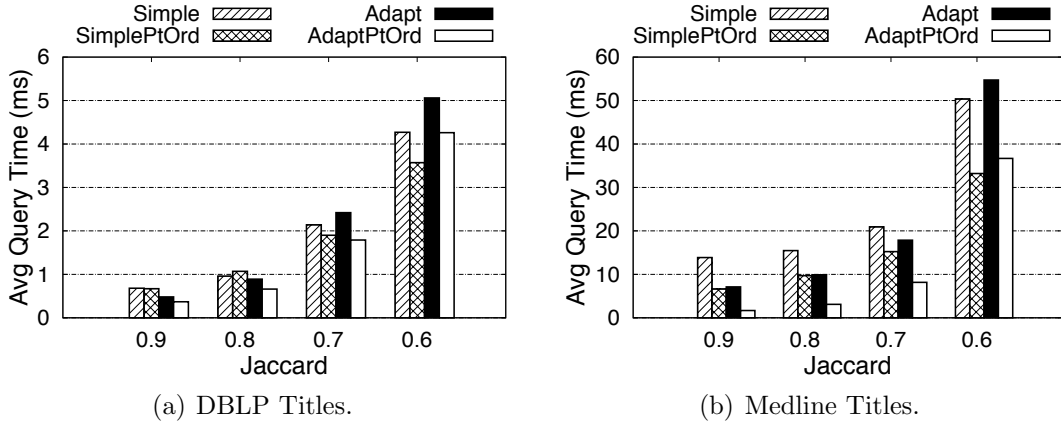 Simple
SimplePtOrd
Adapt
AdaptPtOrd
Avg Query Time (ms)
6
5
4
3
2
1
0
0.9 0.8 0.7 0.6
Jaccard
(a) DBLP Titles.
Simple
SimplePtOrd
Adapt
AdaptPtOrd
Avg Query Time (ms)
60
50
40
30
20
10
0
0.9 0.8 0.7 0.6
Jaccard
(b) Medline Titles.